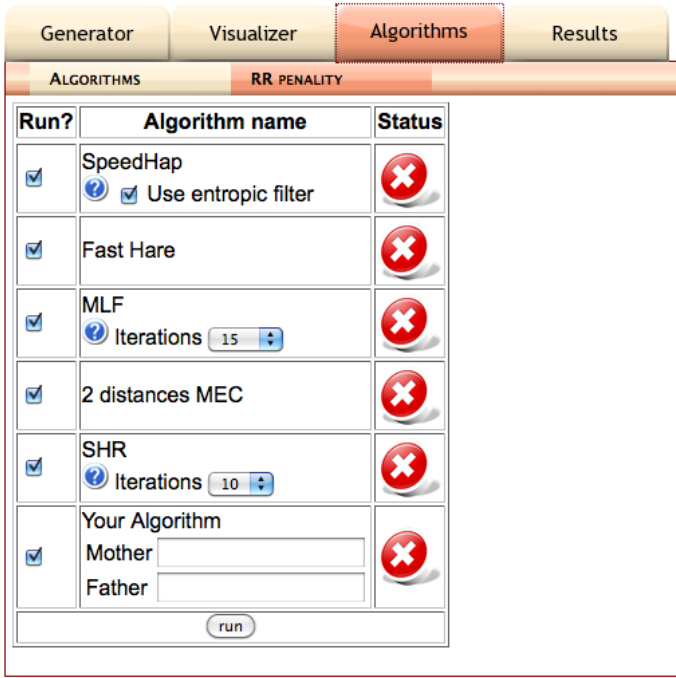 Generator Visualizer Algorithms Results
ALGORITHMS RR PENALITY
Run? Algorithm name Status
SpeedHap
? Use entropic filter
Fast Hare
MLF
? Iterations 15
2 distances MEC
SHR
? Iterations 10
Your Algorithm
Mother
Father
run